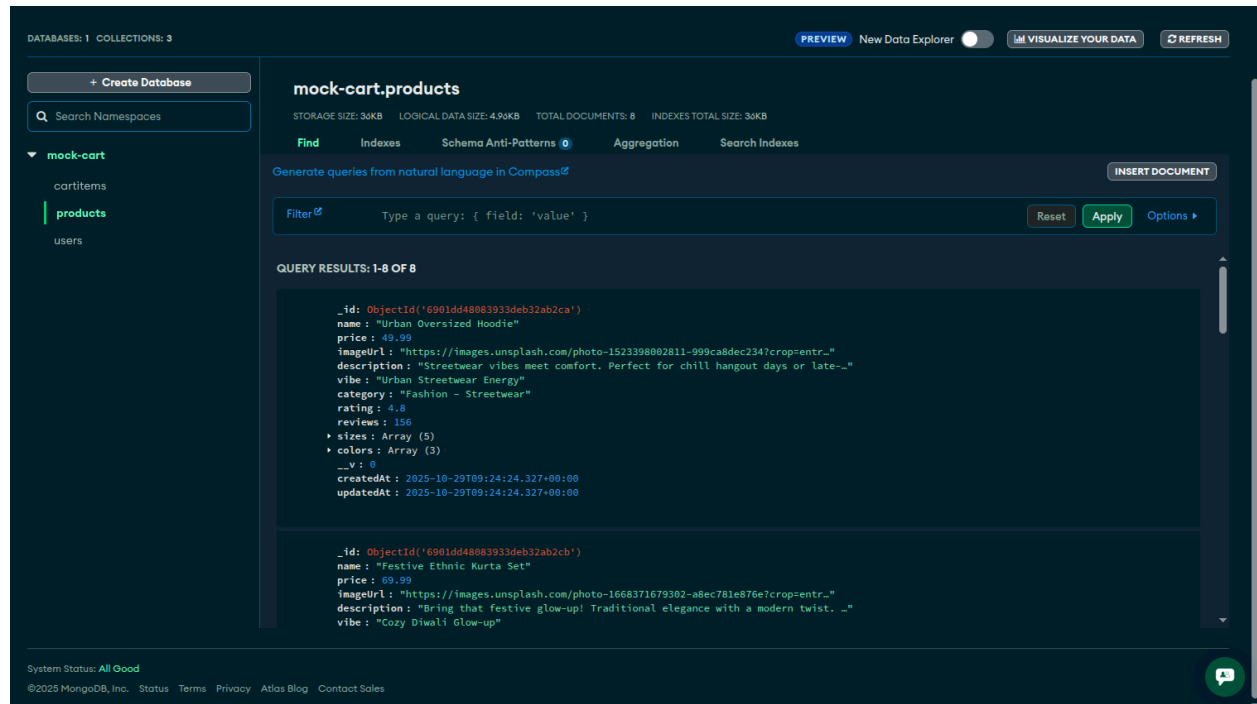 DATABASES: 1 COLLECTIONS: 3
PREVIEW New Data Explorer VISUALIZE YOUR DATA REFRESH
+ Create Database
Search Namespaces
mock-cart
cartitems
products
users
mock-cart.products
STORAGE SIZE: 36KB LOGICAL DATA SIZE: 4.96KB TOTAL DOCUMENTS: 8 INDEXES TOTAL SIZE: 36KB
Find Indexes Schema Anti-Patterns 0 Aggregation Search Indexes
Generate queries from natural language in Compass
INSERT DOCUMENT
Filter Type a query: { field: 'value' } Reset Apply Options
QUERY RESULTS: 1-8 OF 8
_id: ObjectId('6901dd48083933deb32ab2ca')
name : "Urban Oversized Hoodie"
price : 49.99
imageUrl : "https://images.unsplash.com/photo-1523398002811-999ca8dec234?crop=entr…"
description : "Streetwear vibes meet comfort. Perfect for chill hangout days or late-…"
vibe : "Urban Streetwear Energy"
category : "Fashion - Streetwear"
rating : 4.8
reviews : 156
sizes : Array (5)
colors : Array (3)
__v : 0
createdAt : 2025-10-29T09:24:24.327+00:00
updatedAt : 2025-10-29T09:24:24.327+00:00
_id: ObjectId('6901dd48083933deb32ab2cb')
name : "Festive Ethnic Kurta Set"
price : 69.99
imageUrl : "https://images.unsplash.com/photo-1668371679302-a8ec781e876e?crop=entr…"
description : "Bring that festive glow-up! Traditional elegance with a modern twist. …"
vibe : "Cozy Diwali Glow-up"
System Status: All Good
©2025 MongoDB, Inc. Status Terms Privacy Atlas Blog Contact Sales